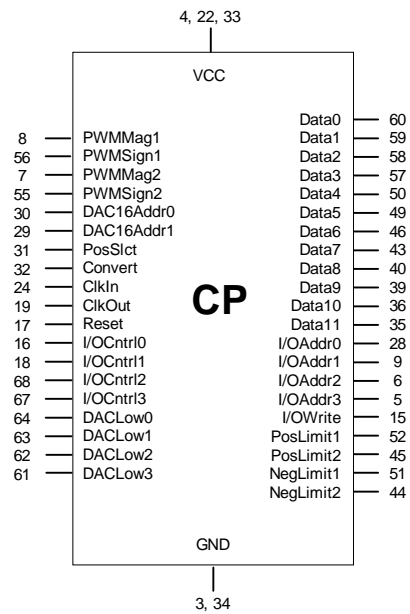 4, 22, 33
VCC
8 PWMMag1
56 PWMSign1
7 PWMMag2
55 PWMSign2
30 DAC16Addr0
29 DAC16Addr1
31 PosSlct
32 Convert
24 ClkIn
19 ClkOut
17 Reset
16 I/OCntrl0
18 I/OCntrl1
68 I/OCntrl2
67 I/OCntrl3
64 DACLow0
63 DACLow1
62 DACLow2
61 DACLow3
CP
Data0 60
Data1 59
Data2 58
Data3 57
Data4 50
Data5 49
Data6 46
Data7 43
Data8 40
Data9 39
Data10 36
Data11 35
I/OAddr0 28
I/OAddr1 9
I/OAddr2 6
I/OAddr3 5
I/OWrite 15
PosLimit1 52
PosLimit2 45
NegLimit1 51
NegLimit2 44
GND
3, 34